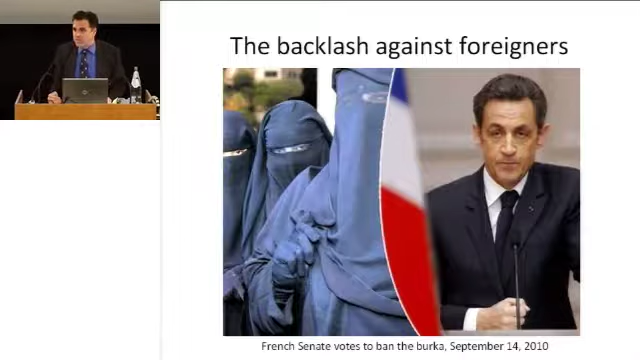 The backlash against foreigners
French Senate votes to ban the burka, September 14, 2010